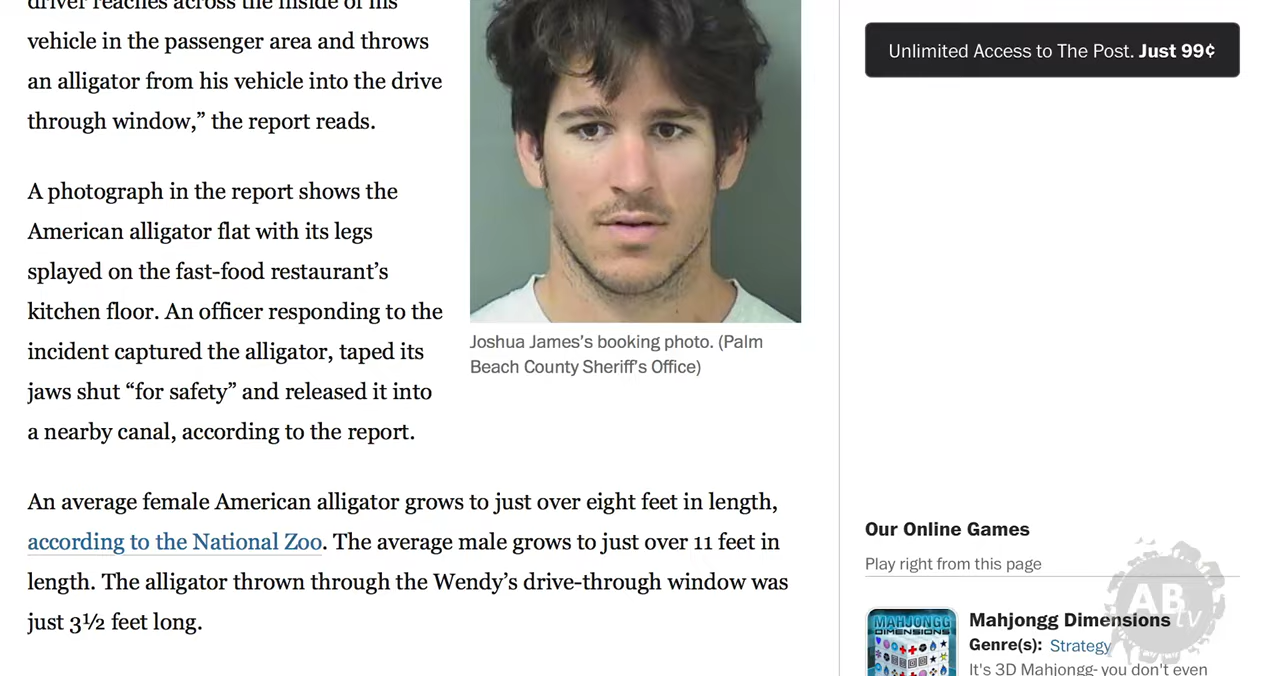 driver reaches across the inside of his
vehicle in the passenger area and throws
an alligator from his vehicle into the drive
through window,” the report reads.
A photograph in the report shows the
American alligator flat with its legs
splayed on the fast-food restaurant’s
kitchen floor. An officer responding to the
incident captured the alligator, taped its
jaws shut “for safety” and released it into
a nearby canal, according to the report.
Joshua James’s booking photo. (Palm
Beach County Sheriff’s Office)
An average female American alligator grows to just over eight feet in length,
according to the National Zoo. The average male grows to just over 11 feet in
length. The alligator thrown through the Wendy’s drive-through window was
just 3½ feet long.
Unlimited Access to The Post. Just 99¢
Our Online Games
Play right from this page
MAHJONGG
DIMENSIONS
Mahjongg Dimensions
Genre(s): Strategy
It's 3D Mahjongg- you don't even
AB
tv